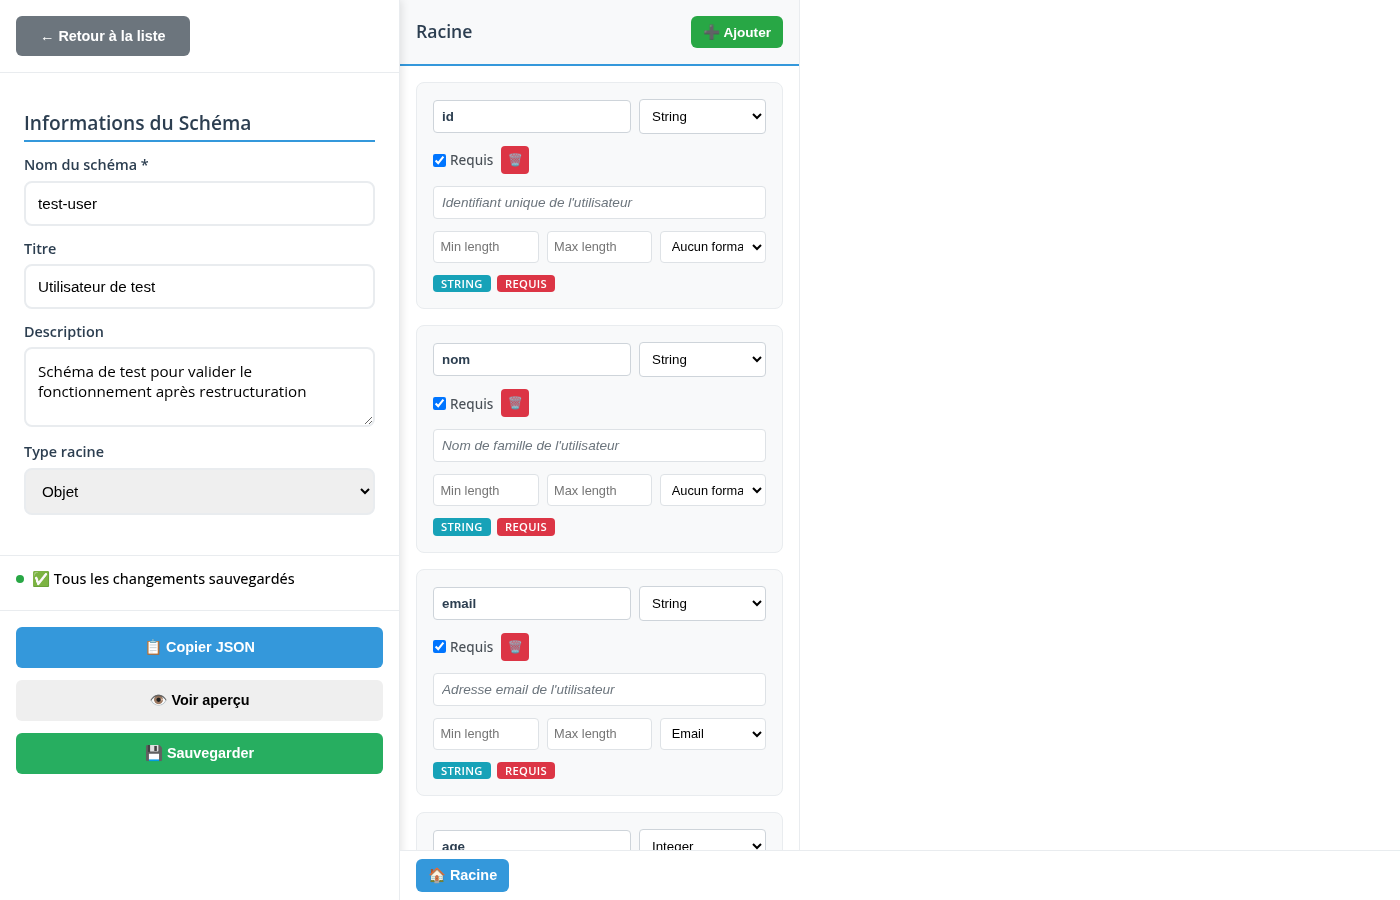 ← Retour à la liste
Informations du Schéma
Nom du schéma *
test-user
Titre
Utilisateur de test
Description
Schéma de test pour valider le
fonctionnement après restructuration
Type racine
Objet
✅ Tous les changements sauvegardés
📋 Copier JSON
👁️ Voir aperçu
💾 Sauvegarder
Racine
➕ Ajouter
id
String
Requis
Identifiant unique de l'utilisateur
Min length
Max length
Aucun forma
STRING REQUIS
nom
String
Requis
Nom de famille de l'utilisateur
Min length
Max length
Aucun forma
STRING REQUIS
email
String
Requis
Adresse email de l'utilisateur
Min length
Max length
Email
STRING REQUIS
age
Integer
🏠 Racine